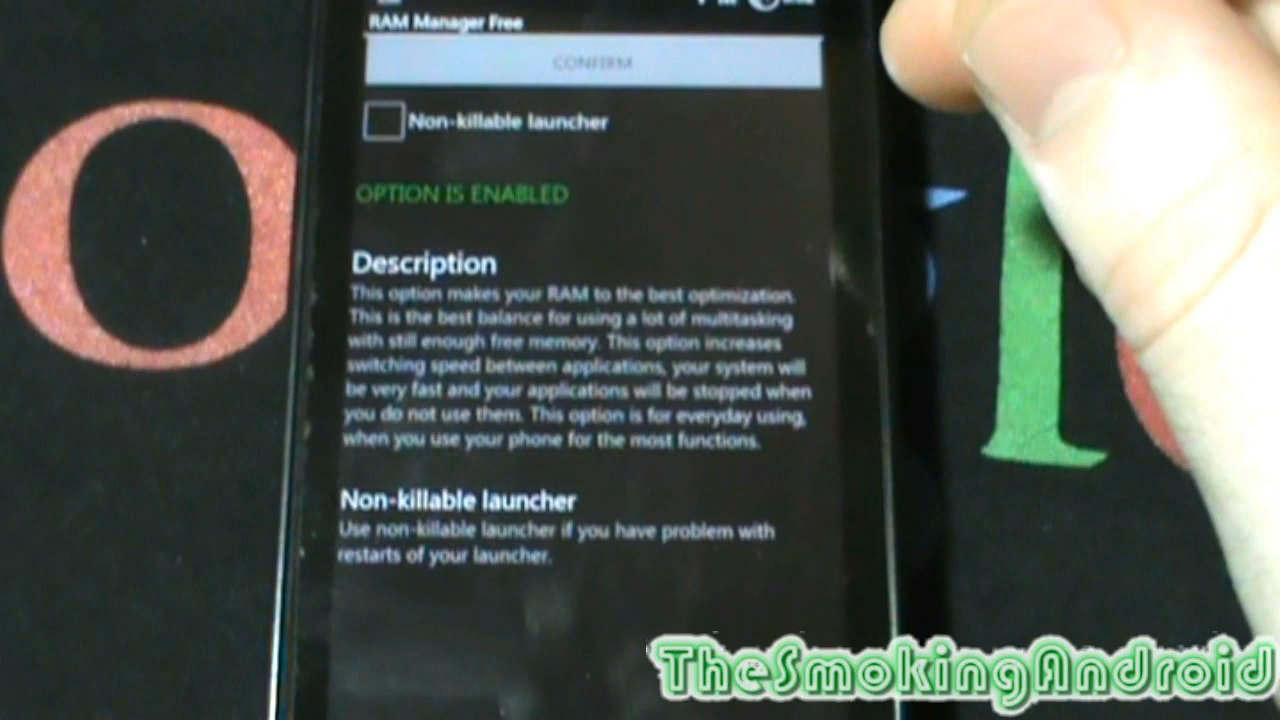 RAM Manager Free
CONFIRM
Non-killable launcher
OPTION IS ENABLED
Description
This option makes your RAM to the best optimization.
This is the best balance for using a lot of multitasking
with still enough free memory. This option increases
switching speed between applications, your system will
be very fast and your applications will be stopped when
you do not use them. This option is for everyday using,
when you use your phone for the most functions.
Non-killable launcher
Use non-killable launcher if you have problem with
restarts of your launcher.
O
l
TheSmokingAndroid